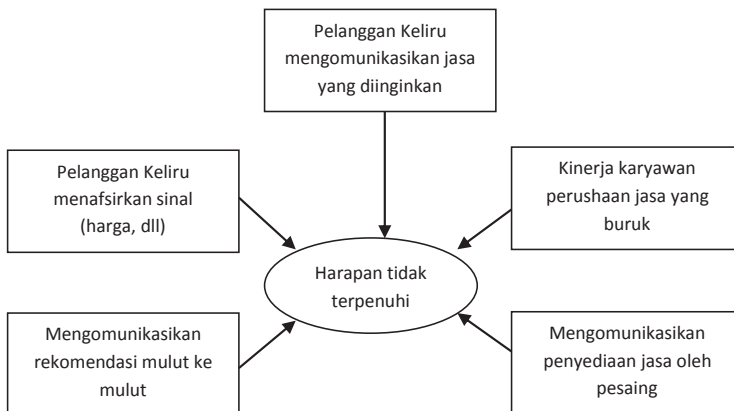 Pelanggan Keliru
mengomunikasikan jasa
yang diinginkan
Pelanggan Keliru
menafsirkan sinal
(harga, dll)
Kinerja karyawan
perushaan jasa yang
buruk
Harapan tidak
terpenuhi
Mengomunikasikan
rekomendasi mulut ke
mulut
Mengomunikasikan
penyediaan jasa oleh
pesaing